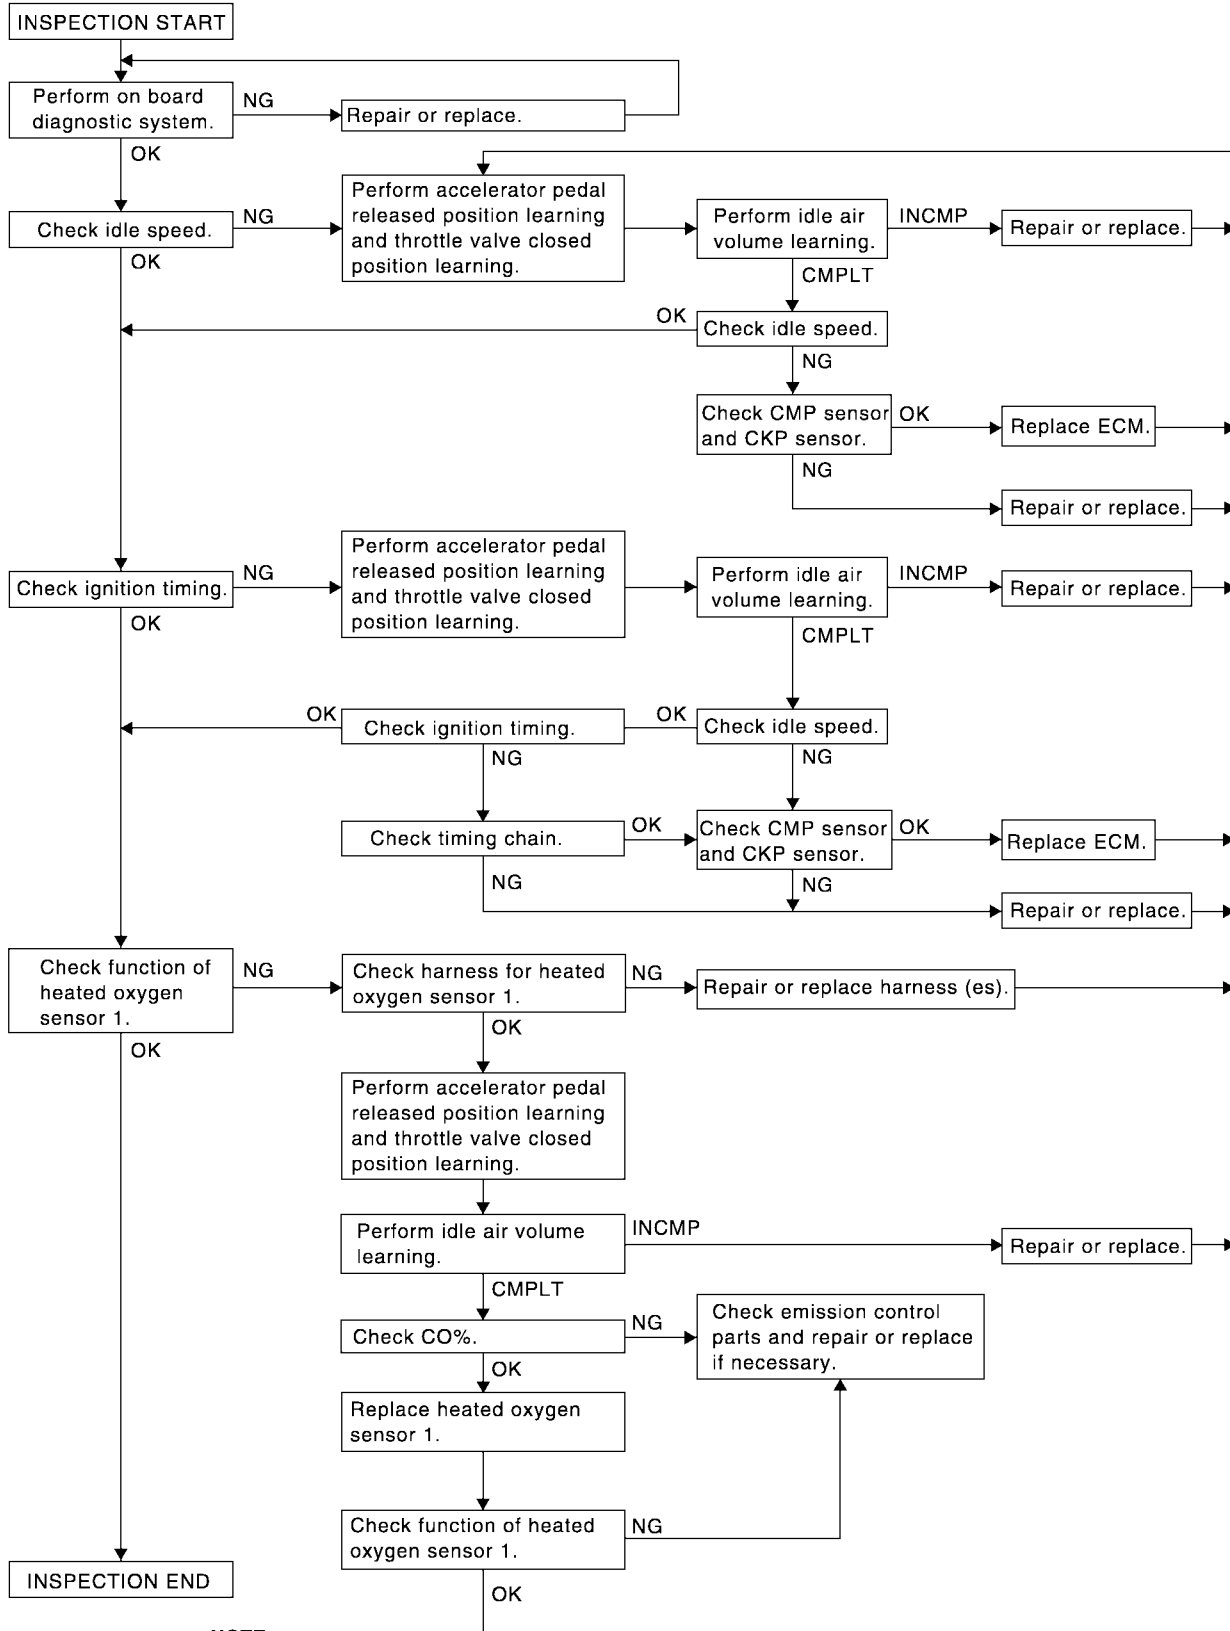 INSPECTION START
Perform on board
diagnostic system.
NG
Repair or replace.
OK
Check idle speed.
NG
Perform accelerator pedal
released position learning
and throttle valve closed
position learning.
Perform idle air
volume learning.
INCMP
Repair or replace.
OK
CMPLT
OK
Check idle speed.
NG
Check CMP sensor
and CKP sensor.
OK
Replace ECM.
NG
Repair or replace.
Check ignition timing.
NG
Perform accelerator pedal
released position learning
and throttle valve closed
position learning.
Perform idle air
volume learning.
INCMP
Repair or replace.
OK
CMPLT
OK
Check ignition timing.
OK
Check idle speed.
NG
NG
Check timing chain.
OK
Check CMP sensor
and CKP sensor.
OK
Replace ECM.
NG
NG
Repair or replace.
Check function of
heated oxygen
sensor 1.
NG
Check harness for heated
oxygen sensor 1.
NG
Repair or replace harness (es).
OK
OK
Perform accelerator pedal
released position learning
and throttle valve closed
position learning.
Perform idle air volume
learning.
INCMP
Repair or replace.
CMPLT
Check CO%.
NG
Check emission control
parts and repair or replace
if necessary.
OK
Replace heated oxygen
sensor 1.
Check function of heated
oxygen sensor 1.
NG
INSPECTION END
OK